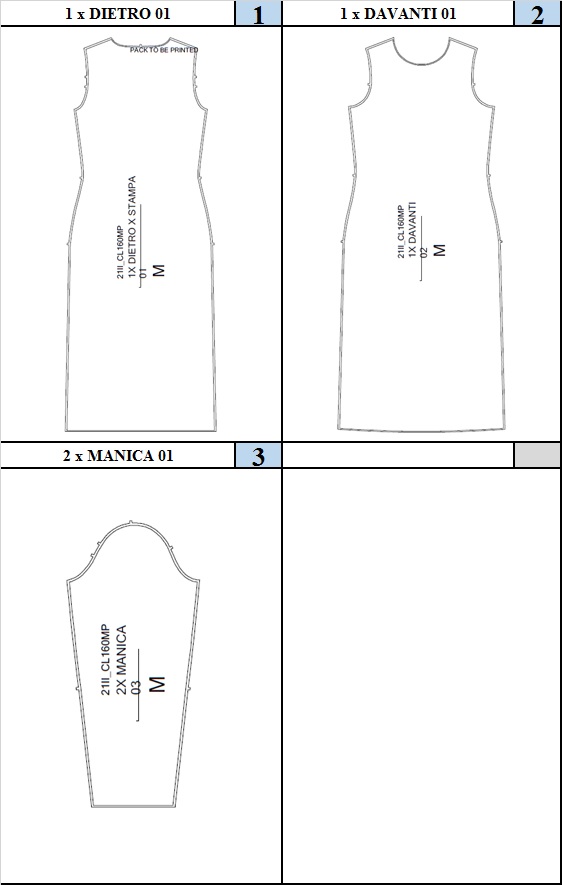 1 x DIETRO 01
1
1 x DAVANTI 01
2
PACK TO BE PRINTED
21II_CL160MP
1X DIETRO X STAMPA
01
M
21II_CL160MP
1X DAVANTI
02
M
2 x MANICA 01
3
21II_CL160MP
2X MANICA
03
M